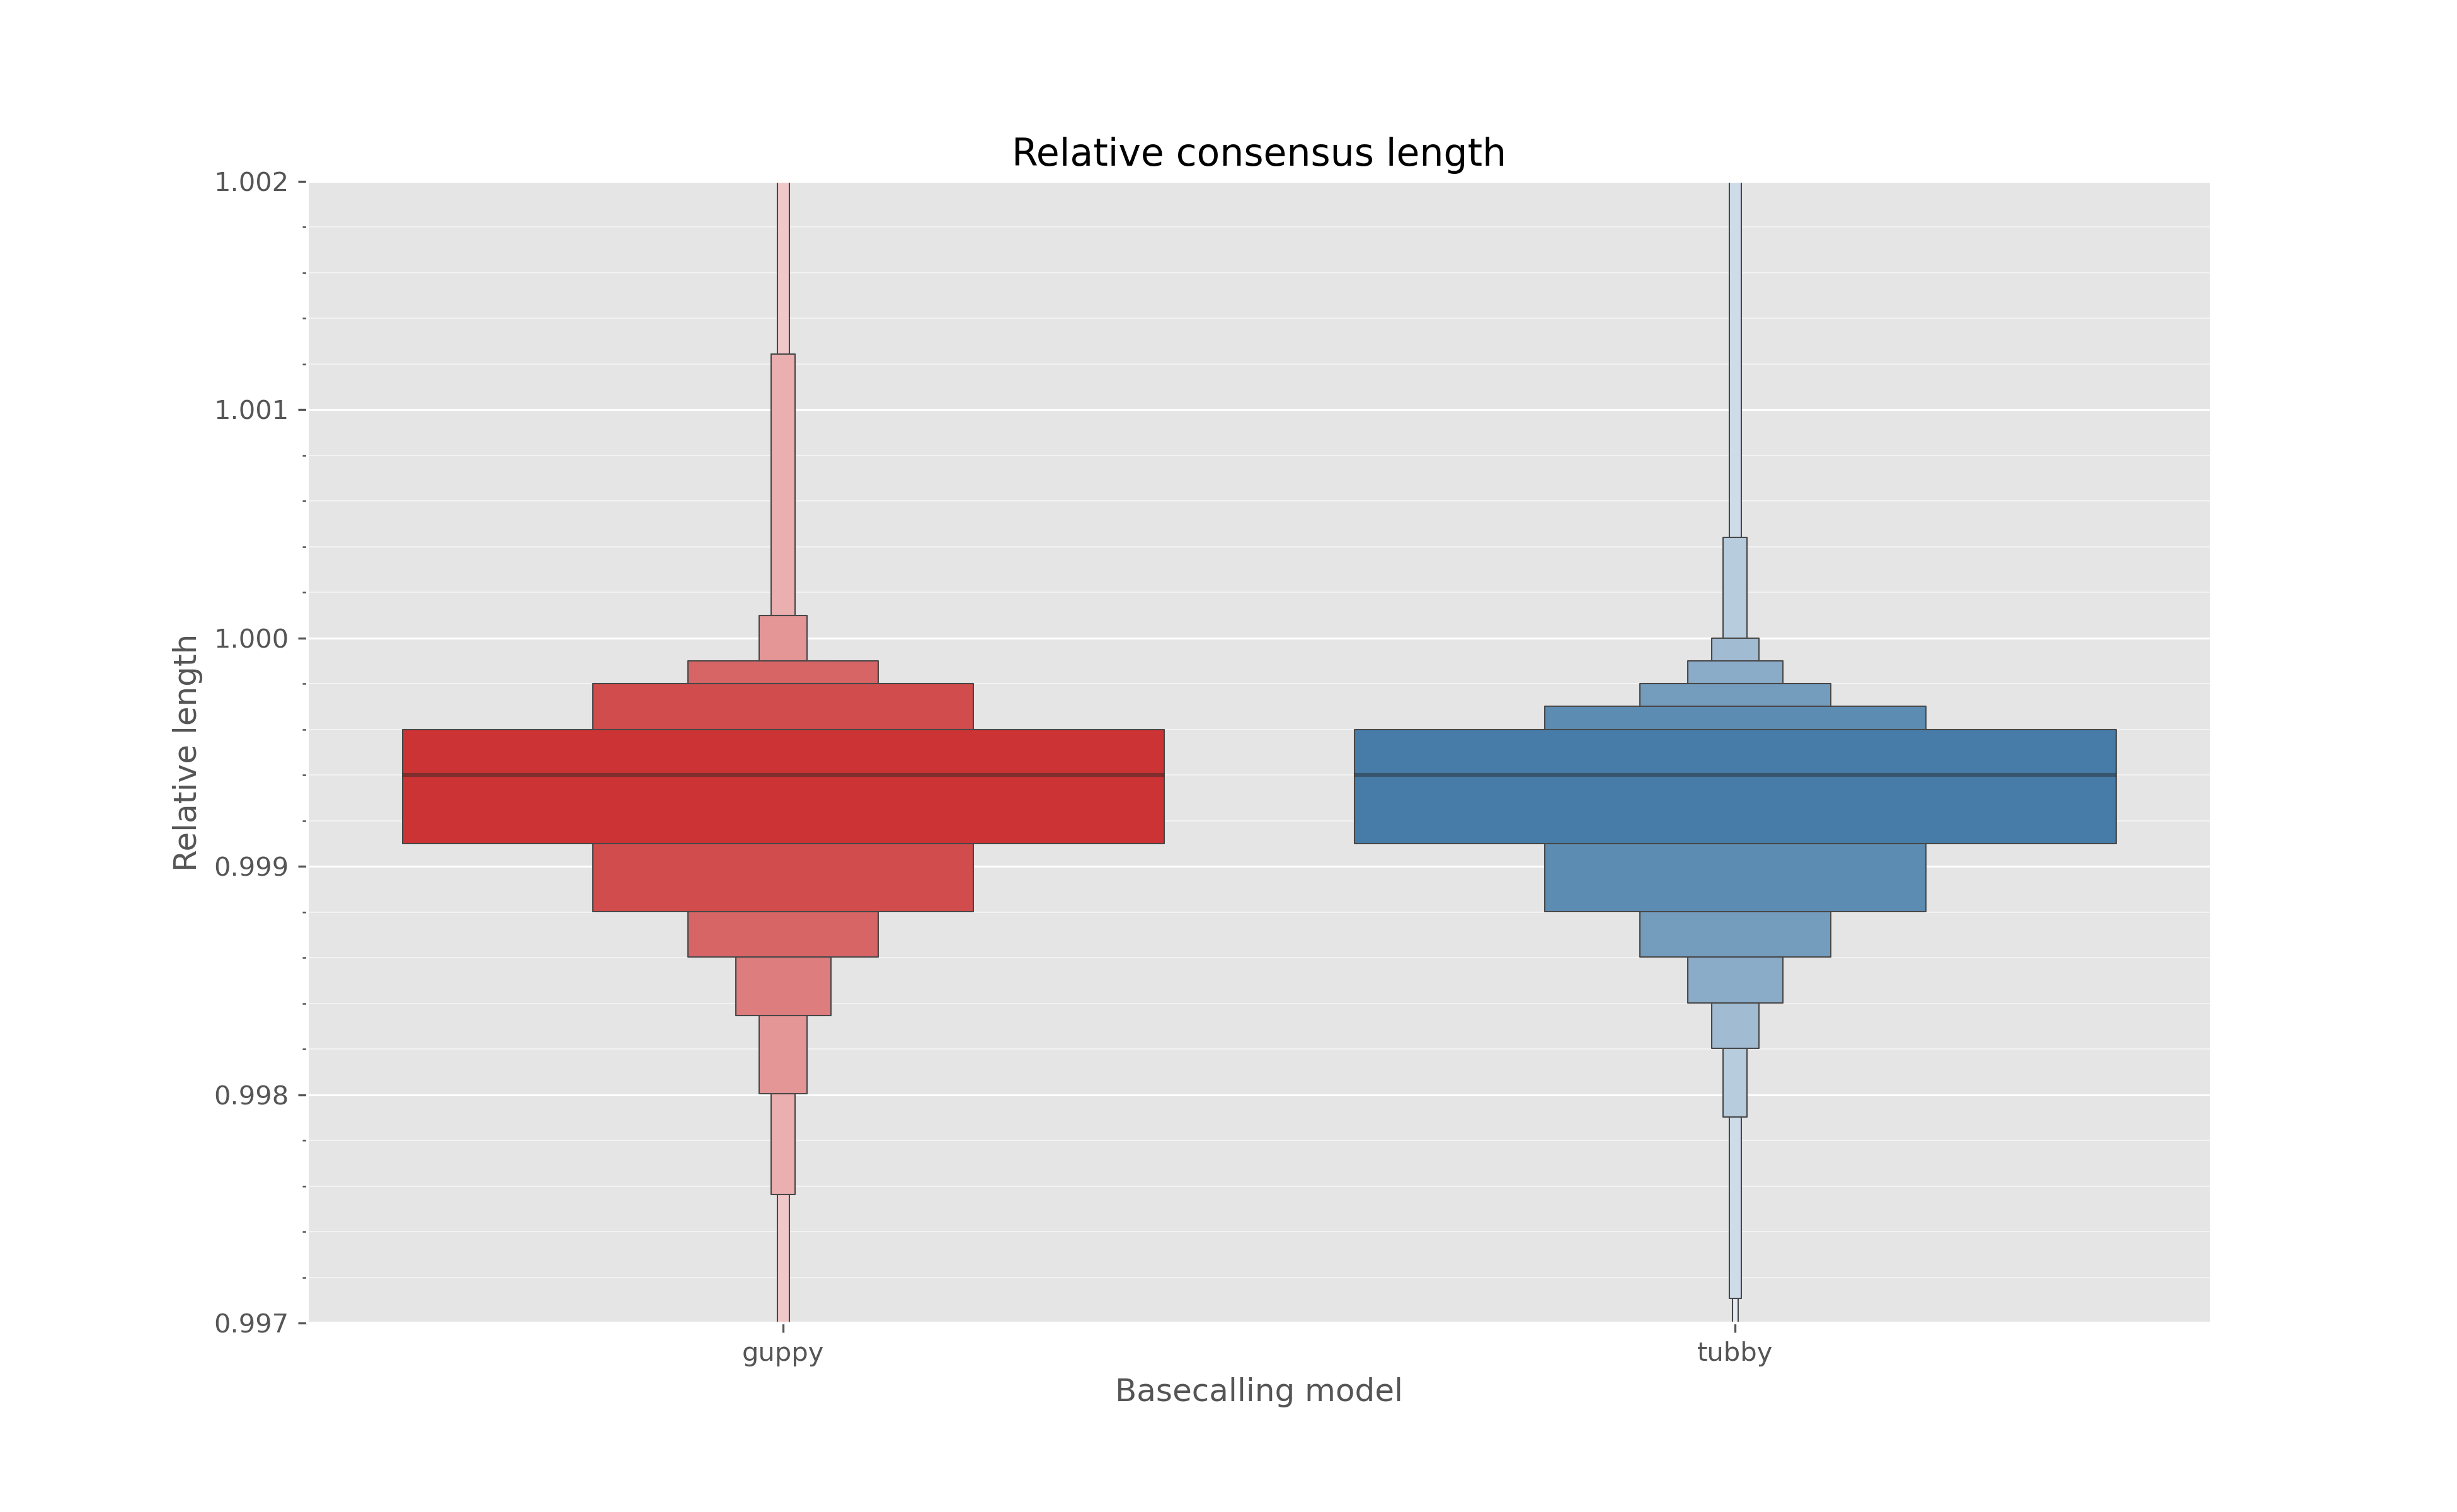 Relative consensus length
1.002
1.001
1.000
0.999
0.998
0.997
Relative length
guppy
tubby
Basecalling model